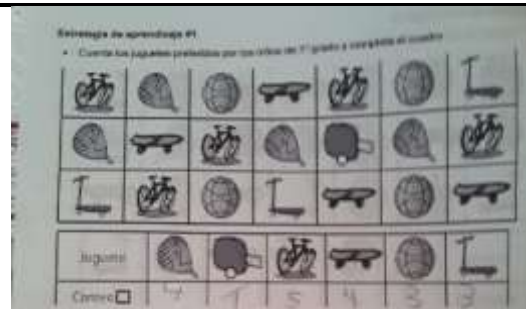 Estrategia de aprendizaje #1
• Cuenta los juguetes preferidos por los niños de 1° grado y completa el cuadro
Juguete
Conteo 4 1 5 4 3 3